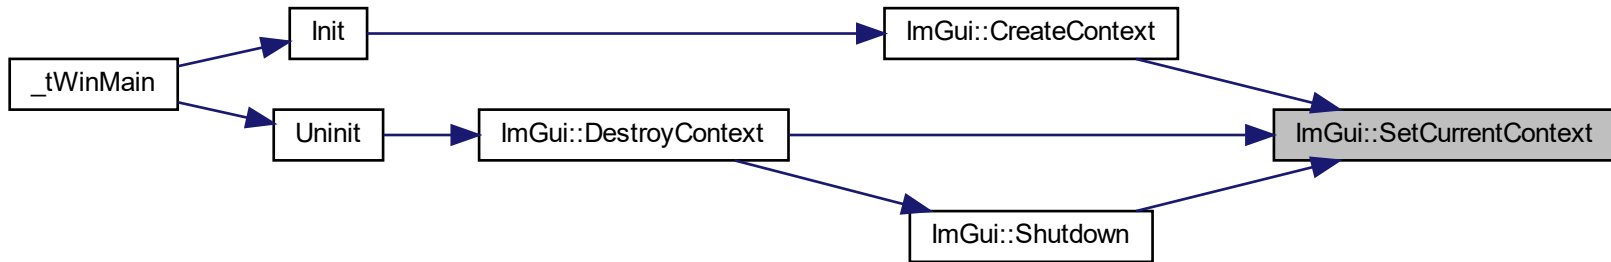 Init
ImGui::CreateContext
_tWinMain
Uninit
ImGui::DestroyContext
ImGui::SetCurrentContext
ImGui::Shutdown